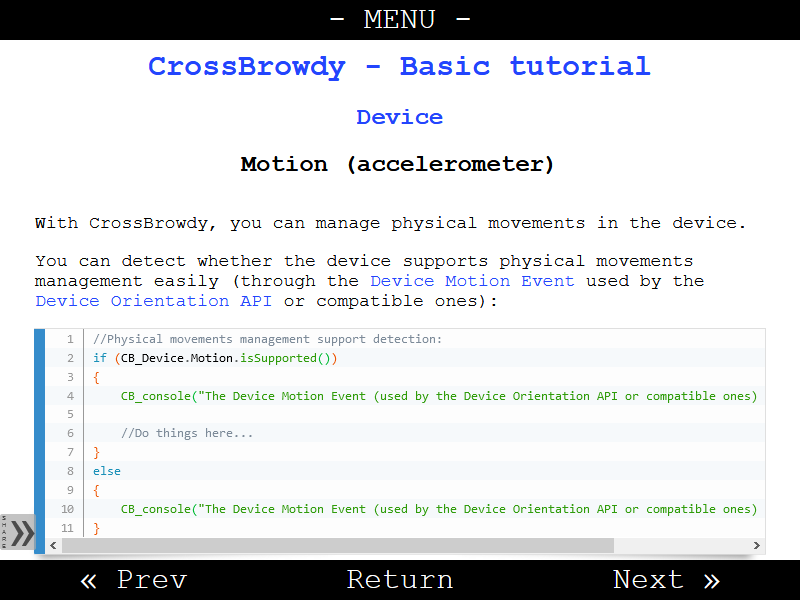 - MENU -
CrossBrowdy - Basic tutorial
Device
Motion (accelerometer)
With CrossBrowdy, you can manage physical movements in the device.
You can detect whether the device supports physical movements
management easily (through the Device Motion Event used by the
Device Orientation API or compatible ones):
1 //Physical movements management support detection:
2 if (CB_Device.Motion.isSupported())
3 {
4 CB_console("The Device Motion Event (used by the Device Orientation API or compatible ones)
5
6 //Do things here...
7 }
8 else
9 {
10 CB_console("The Device Motion Event (used by the Device Orientation API or compatible ones)
11 }
SHARE »
« Prev Return Next »